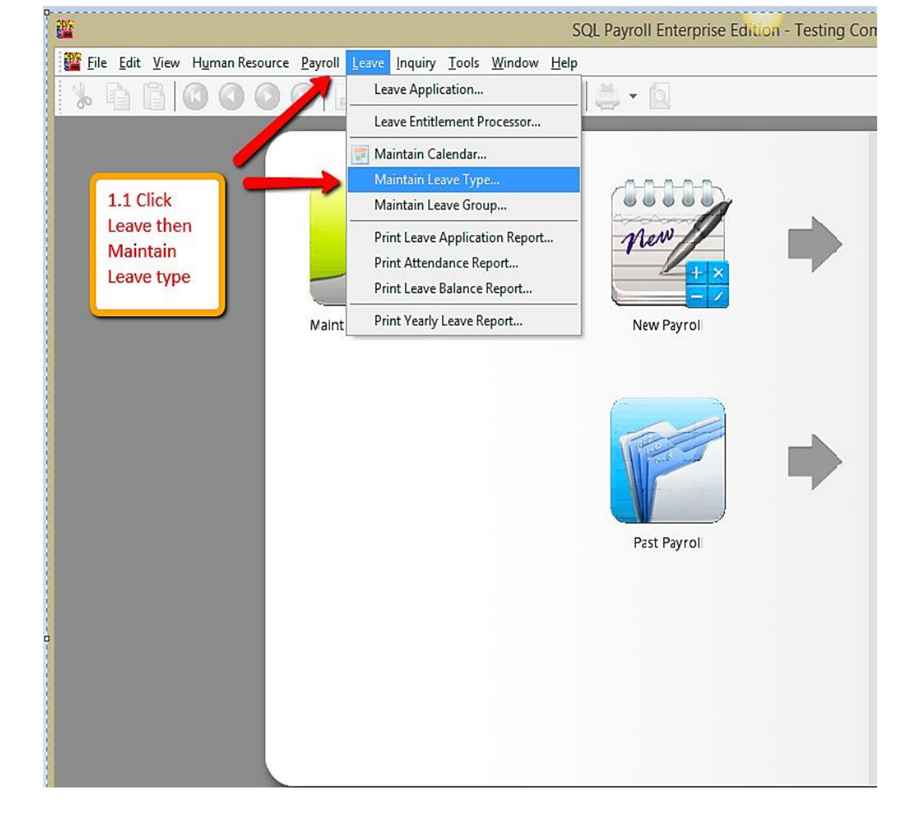 SQL Payroll Enterprise Edition - Testing Com
File Edit View Human Resource Payroll Leave Inquiry Tools Window Help
Leave Application...
Leave Entitlement Processor...
Maintain Calendar...
Maintain Leave Type...
Maintain Leave Group...
Print Leave Application Report...
Print Attendance Report...
Print Leave Balance Report...
Print Yearly Leave Report...
1.1 Click
Leave then
Maintain
Leave type
Maint
New
New Payroll
Past Payroll